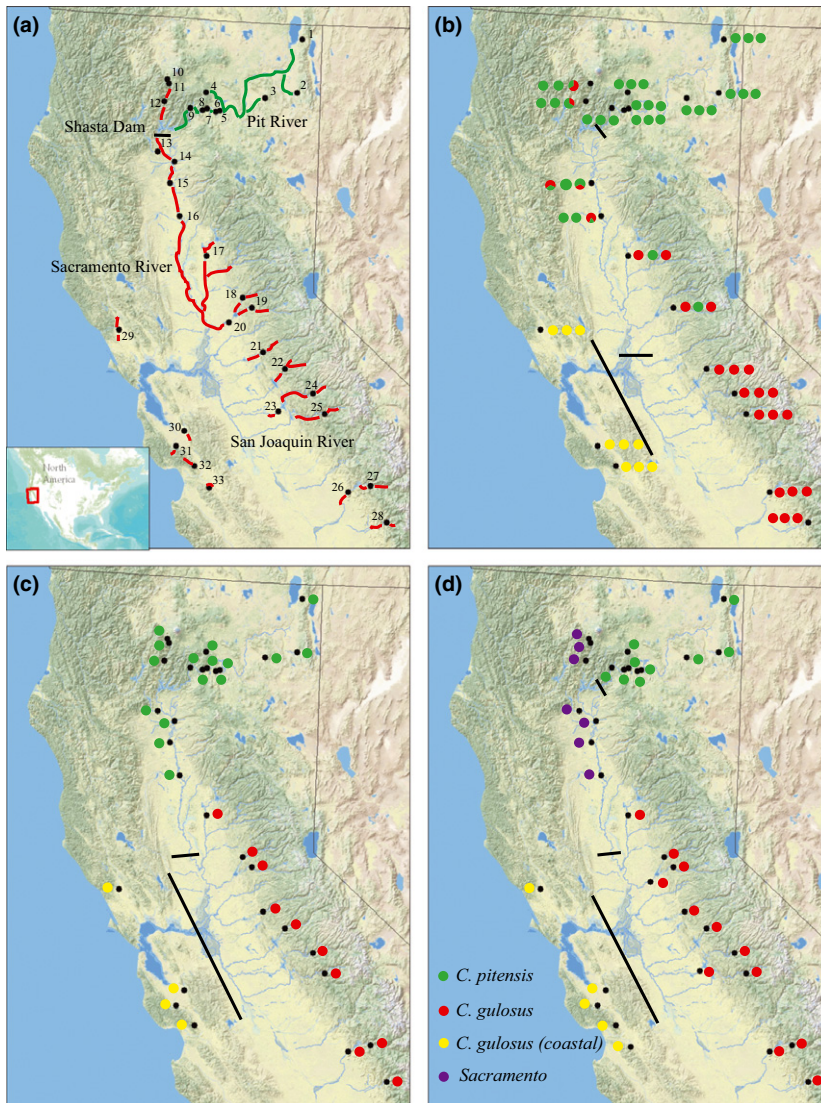 (a)
1
2
3
4
5
6
7
8
9
10
11
12
Pit River
Shasta Dam
13
14
15
16
17
Sacramento River
18
19
20
21
22
23
24
25
San Joaquin River
26
27
28
29
30
31
32
33
North
America
(b)
(c)
(d)
C. pitensis
C. gulosus
C. gulosus (coastal)
Sacramento